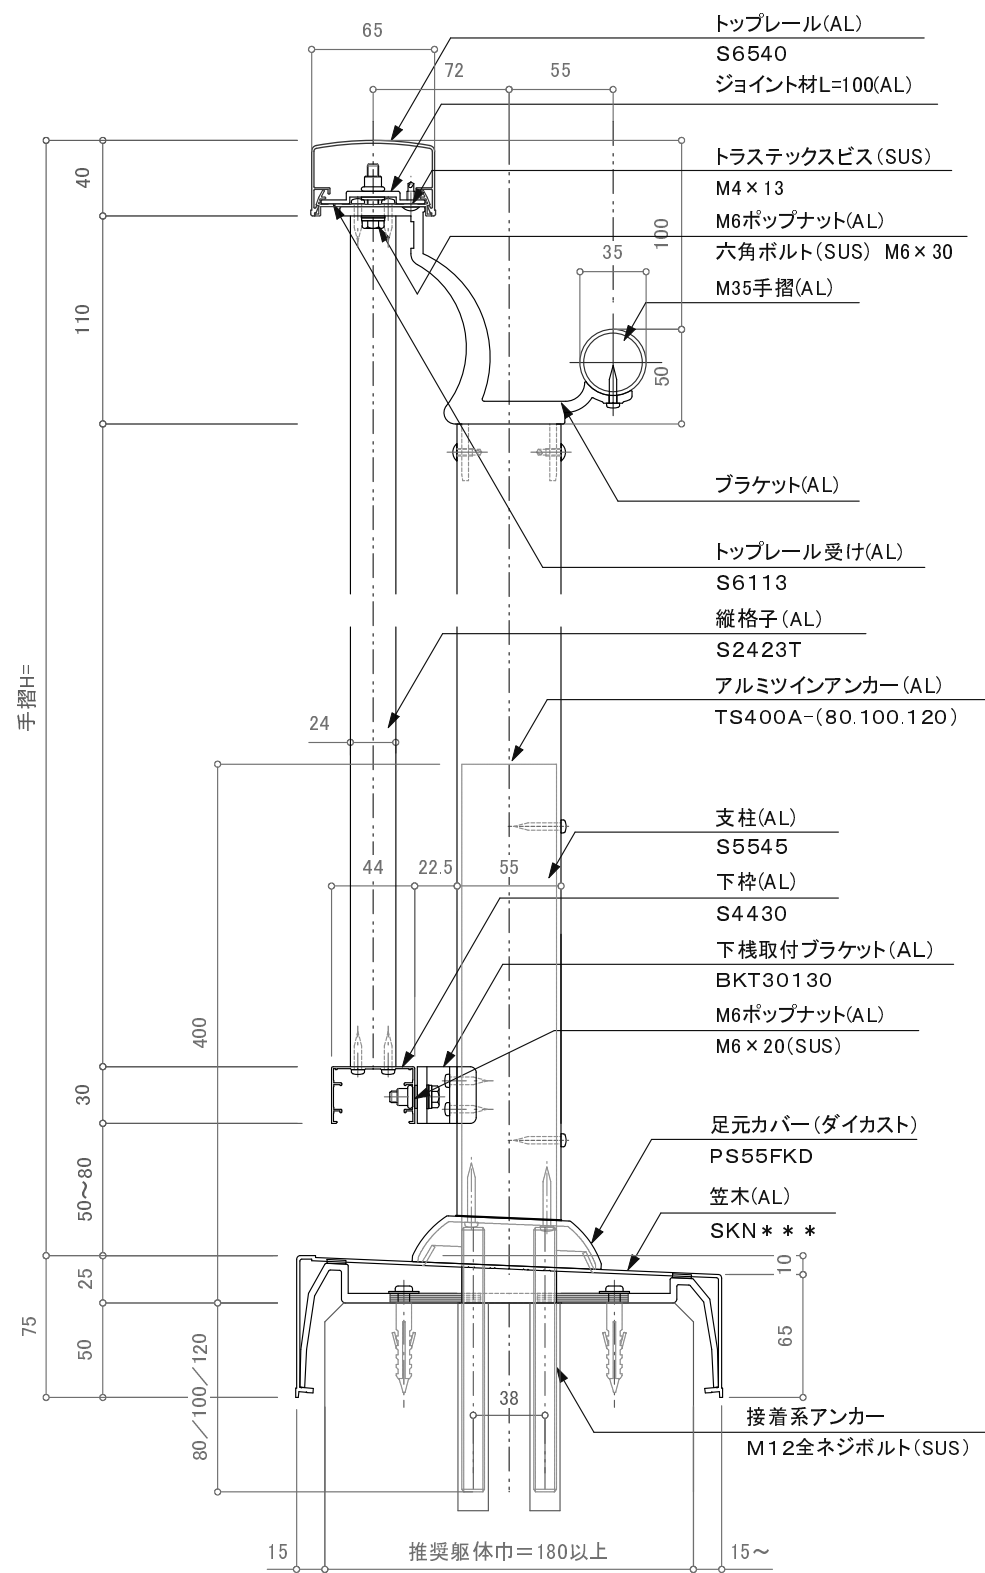 トップレール(AL)
S6540
ジョイント材L=100(AL)
トラステックスビス(SUS)
M4×13
M6ポップナット(AL)
六角ボルト(SUS) M6×30
M35手摺(AL)
ブラケット(AL)
トップレール受け(AL)
S6113
縦格子(AL)
S2423T
アルミツインアンカー(AL)
TS400A-(80.100.120)
支柱(AL)
S5545
下枠(AL)
S4430
下桟取付ブラケット(AL)
BKT30130
M6ポップナット(AL)
M6×20(SUS)
足元カバー(ダイカスト)
PS55FKD
笠木(AL)
SKN＊＊＊
接着系アンカー
M12全ネジボルト(SUS)
65
72
55
40
110
100
35
50
手摺H=
24
44
22.5
55
400
30
50～80
25
50
75
80/100/120
38
10
65
15
推奨躯体巾=180以上
15～